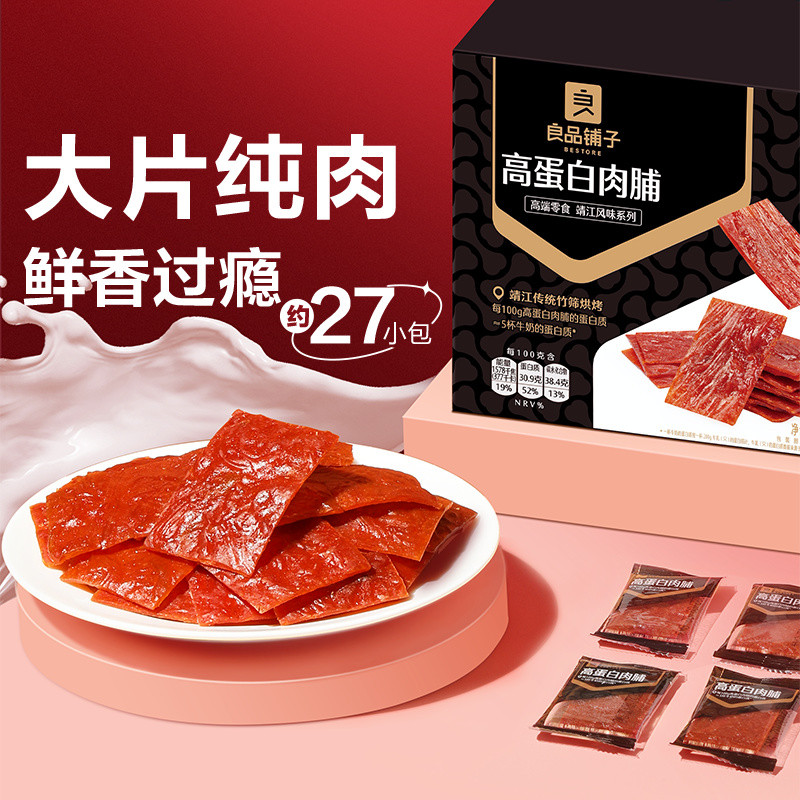 大片纯肉
鲜香过瘾
约27小包
良品铺子
BESTORE
高蛋白肉脯
高端零食 靖江风味系列
靖江传统竹筛烘烤
每100g高蛋白肉脯的蛋白质
≈5杯牛奶的蛋白质*
每100克含
能量 蛋白质 碳水化合物
1578千焦 30.9克 38.4克
(377千卡)
19% 52% 13%
NRV%
高蛋白肉脯
高蛋白肉脯
高蛋白肉脯
高蛋白肉脯